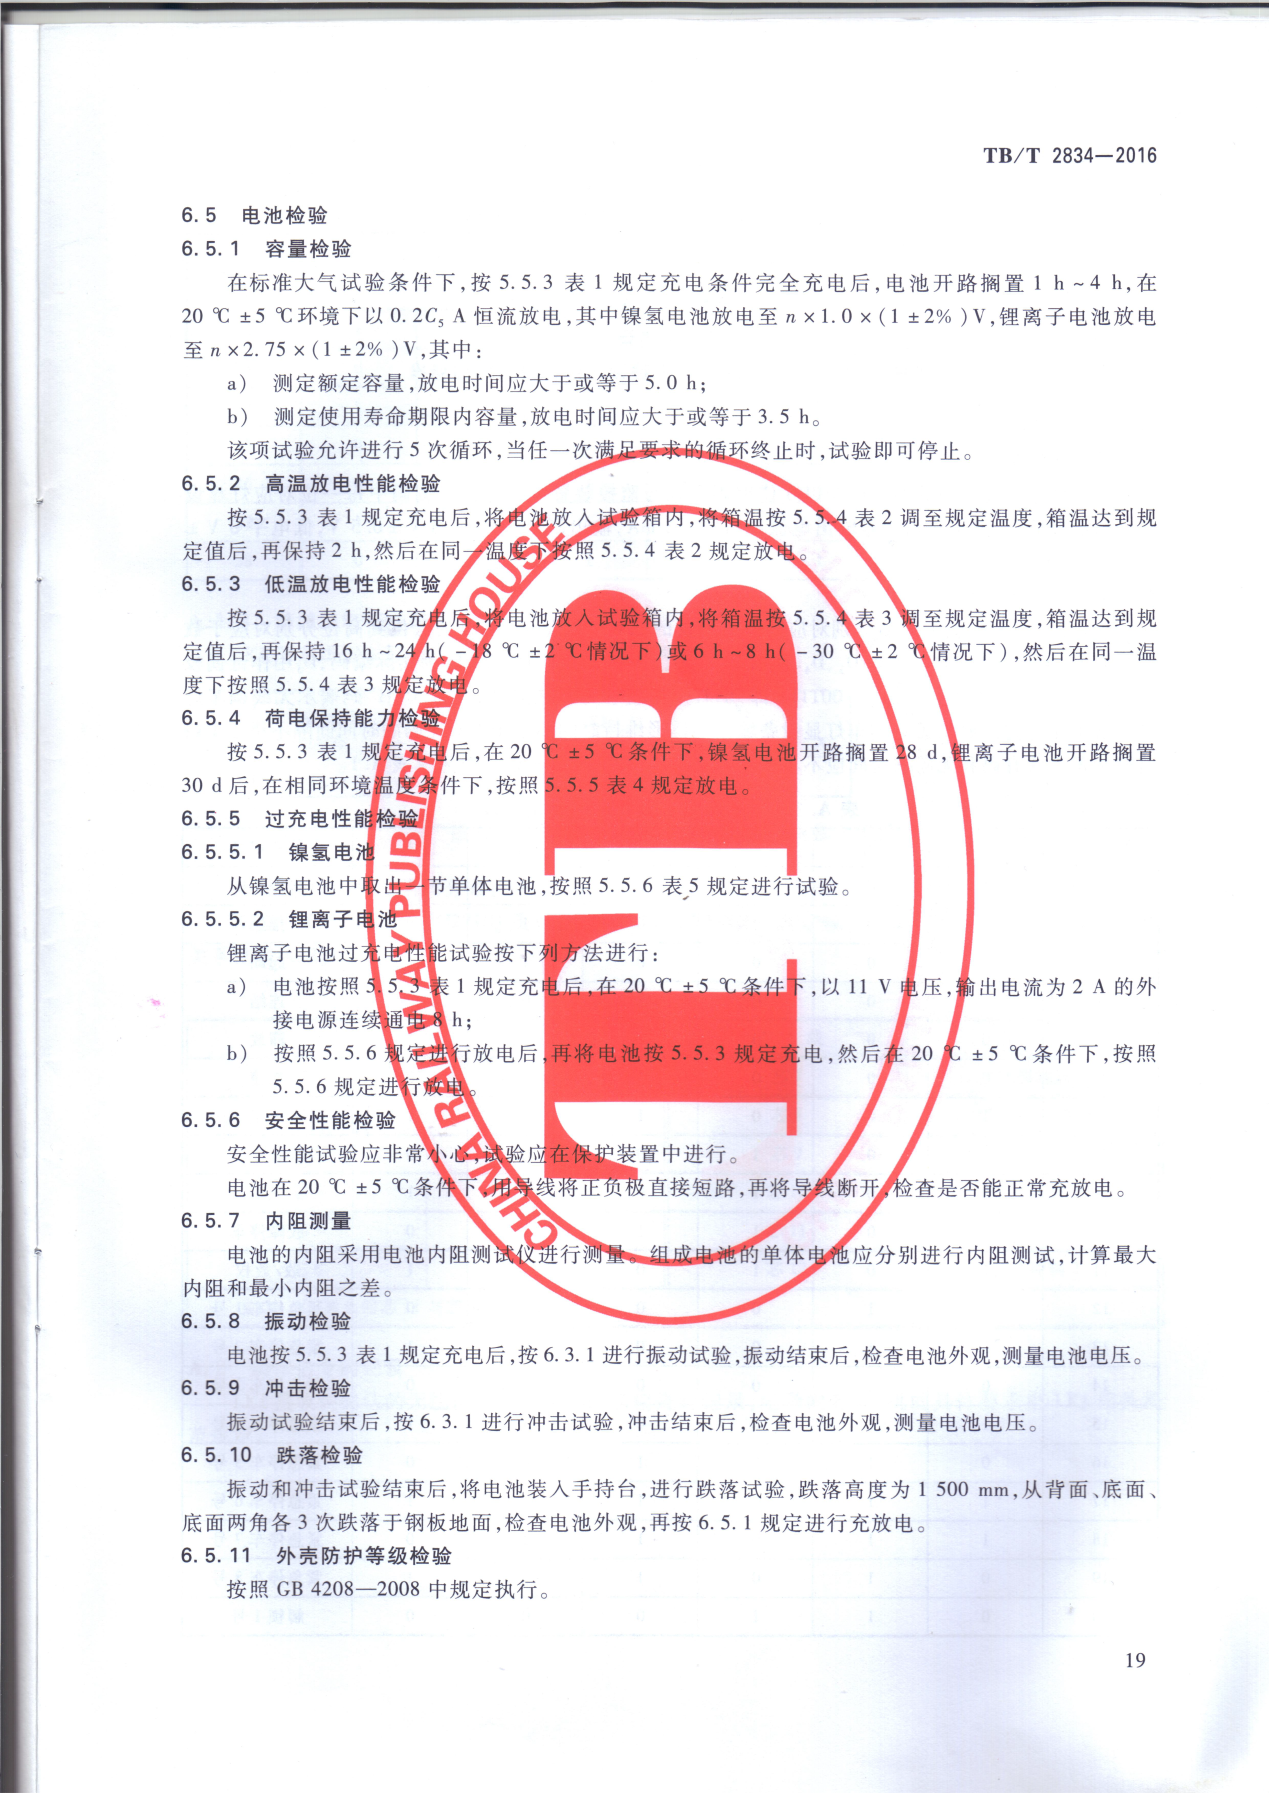 TB/T 2834—2016
6.5 电池检验
6.5.1 容量检验
在标准大气试验条件下,按 5.5.3 表 1 规定充电条件完全充电后,电池开路搁置 1 h～4 h,在
20 ℃ ±5 ℃环境下以 0.2C₅ A 恒流放电,其中镍氢电池放电至 n×1.0×(1±2%)V,锂离子电池放电
至 n×2.75×(1±2%)V,其中:
a) 测定额定容量,放电时间应大于或等于 5.0 h;
b) 测定使用寿命期限内容量,放电时间应大于或等于 3.5 h。
该项试验允许进行 5 次循环,当任一次满足要求的循环终止时,试验即可停止。
6.5.2 高温放电性能检验
按 5.5.3 表 1 规定充电后,将电池放入试验箱内,将箱温按 5.5.4 表 2 调至规定温度,箱温达到规
定值后,再保持 2 h,然后在同一温度下按照 5.5.4 表 2 规定放电。
6.5.3 低温放电性能检验
按 5.5.3 表 1 规定充电后,将电池放入试验箱内,将箱温按 5.5.4 表 3 调至规定温度,箱温达到规
定值后,再保持 16 h～24 h(－18 ℃ ±2 ℃情况下)或 6 h～8 h(－30 ℃ ±2 ℃情况下),然后在同一温
度下按照 5.5.4 表 3 规定放电。
6.5.4 荷电保持能力检验
按 5.5.3 表 1 规定充电后,在 20 ℃ ±5 ℃条件下,镍氢电池开路搁置 28 d,锂离子电池开路搁置
30 d 后,在相同环境温度条件下,按照 5.5.5 表 4 规定放电。
6.5.5 过充电性能检验
6.5.5.1 镍氢电池
从镍氢电池中取出一节单体电池,按照 5.5.6 表 5 规定进行试验。
6.5.5.2 锂离子电池
锂离子电池过充电性能试验按下列方法进行:
a) 电池按照 5.5.3 表 1 规定充电后,在 20 ℃ ±5 ℃条件下,以 11 V 电压,输出电流为 2 A 的外
接电源连续通电 8 h;
b) 按照 5.5.6 规定进行放电后,再将电池按 5.5.3 规定充电,然后在 20 ℃ ±5 ℃条件下,按照
5.5.6 规定进行放电。
6.5.6 安全性能检验
安全性能试验应非常小心,试验应在保护装置中进行。
电池在 20 ℃ ±5 ℃条件下,用导线将正负极直接短路,再将导线断开,检查是否能正常充放电。
6.5.7 内阻测量
电池的内阻采用电池内阻测试仪进行测量。组成电池的单体电池应分别进行内阻测试,计算最大
内阻和最小内阻之差。
6.5.8 振动检验
电池按 5.5.3 表 1 规定充电后,按 6.3.1 进行振动试验,振动结束后,检查电池外观,测量电池电压。
6.5.9 冲击检验
振动试验结束后,按 6.3.1 进行冲击试验,冲击结束后,检查电池外观,测量电池电压。
6.5.10 跌落检验
振动和冲击试验结束后,将电池装入手持台,进行跌落试验,跌落高度为 1 500 mm,从背面、底面、
底面两角各 3 次跌落于钢板地面,检查电池外观,再按 6.5.1 规定进行充放电。
6.5.11 外壳防护等级检验
按照 GB 4208—2008 中规定执行。
19
CHINA RAILWAY PUBLISHING HOUSE
TB